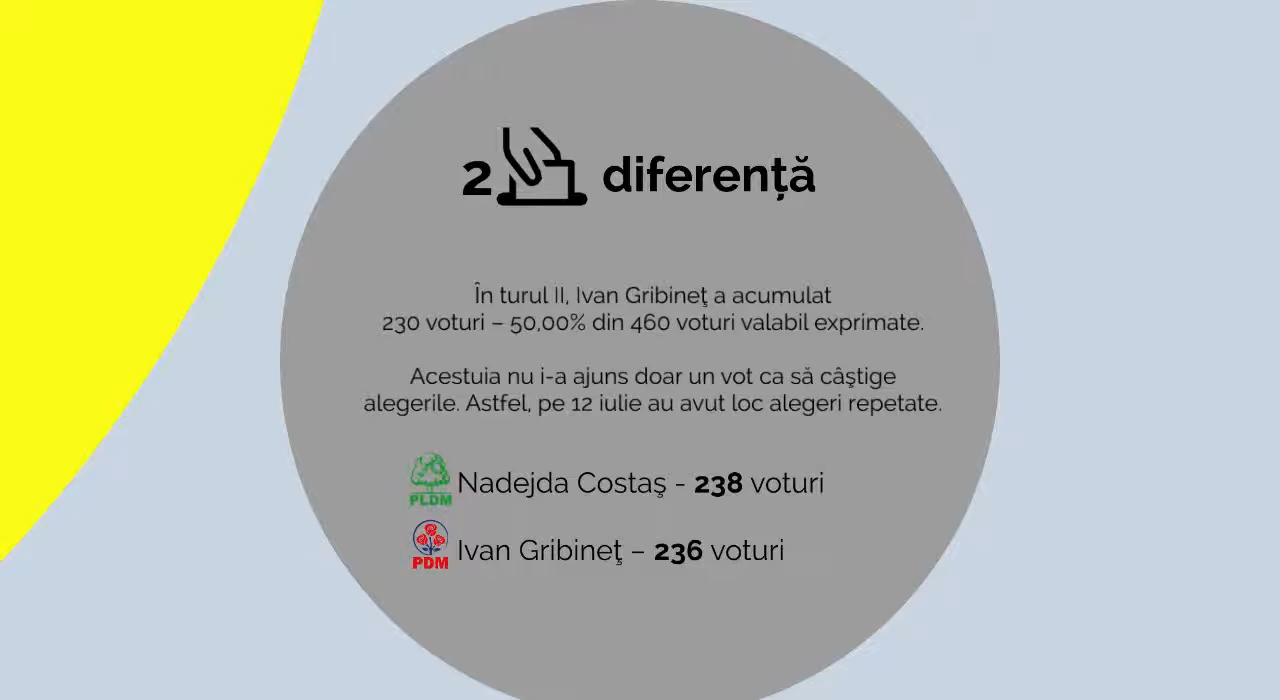 2 diferență
În turul II, Ivan Gribineţ a acumulat
230 voturi – 50,00% din 460 voturi valabil exprimate.
Acestuia nu i-a ajuns doar un vot ca să câştige
alegerile. Astfel, pe 12 iulie au avut loc alegeri repetate.
PLDM Nadejda Costaş - 238 voturi
PDM Ivan Gribineţ – 236 voturi